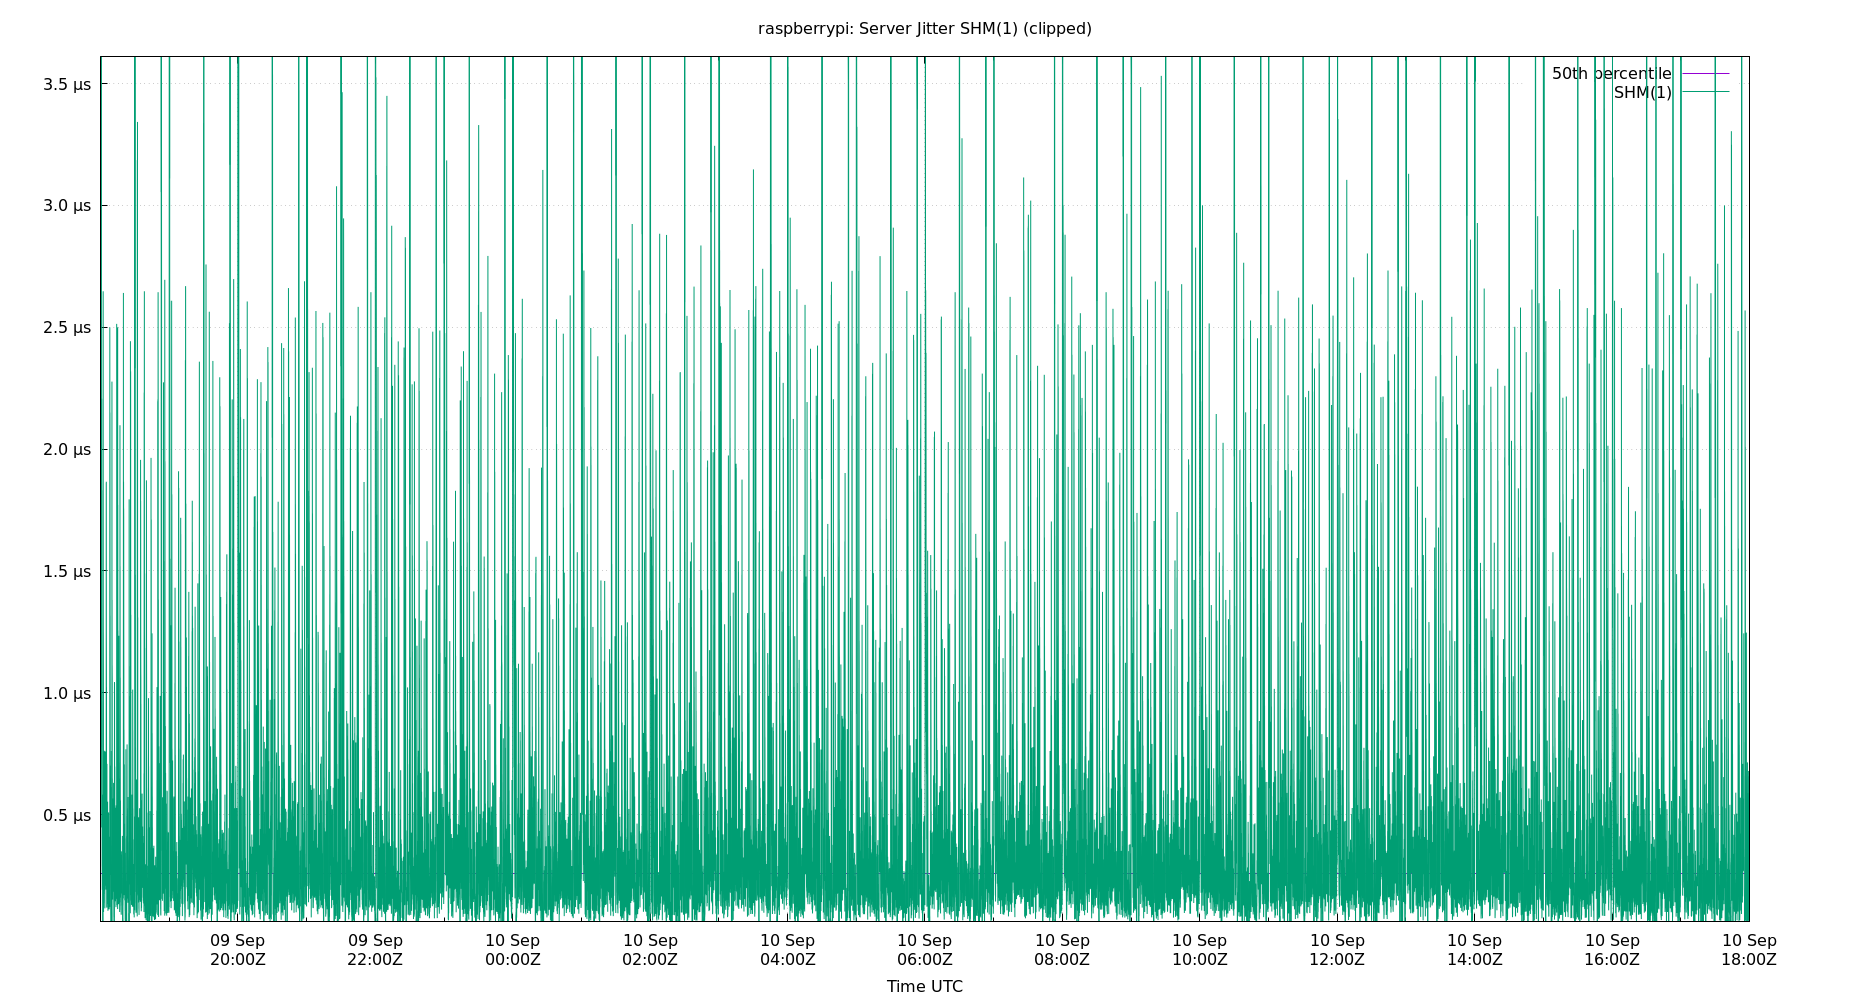 raspberrypi: Server Jitter SHM(1) (clipped)
50th percentile
SHM(1)
3.5 µs
3.0 µs
2.5 µs
2.0 µs
1.5 µs
1.0 µs
0.5 µs
09 Sep 09 Sep 10 Sep 10 Sep 10 Sep 10 Sep 10 Sep 10 Sep 10 Sep 10 Sep 10 Sep 10 Sep
20:00Z 22:00Z 00:00Z 02:00Z 04:00Z 06:00Z 08:00Z 10:00Z 12:00Z 14:00Z 16:00Z 18:00Z
Time UTC